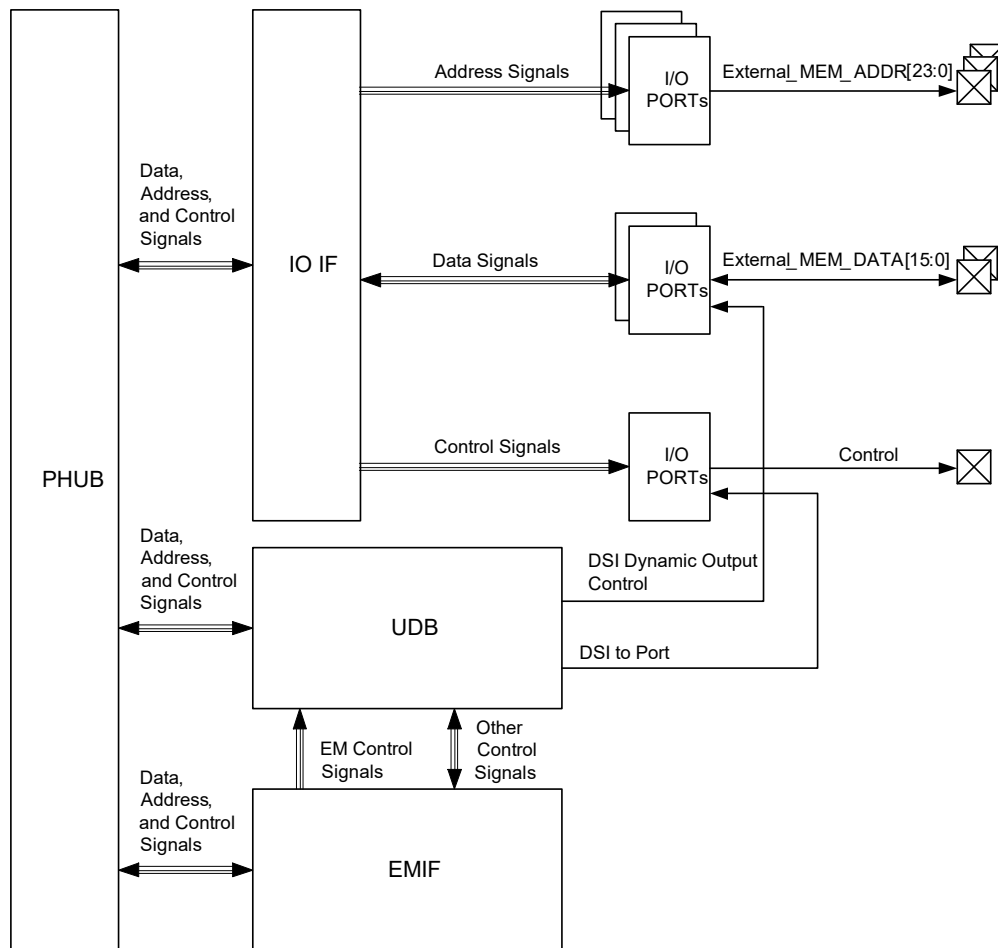 Address Signals
I/O
PORTs
External_MEM_ADDR[23:0]
Data,
Address,
and Control
Signals
IO IF
Data Signals
I/O
PORTs
External_MEM_DATA[15:0]
Control Signals
I/O
PORTs
Control
PHUB
Data,
Address,
and Control
Signals
UDB
DSI Dynamic Output
Control
DSI to Port
EM Control
Signals
Other
Control
Signals
Data,
Address,
and Control
Signals
EMIF